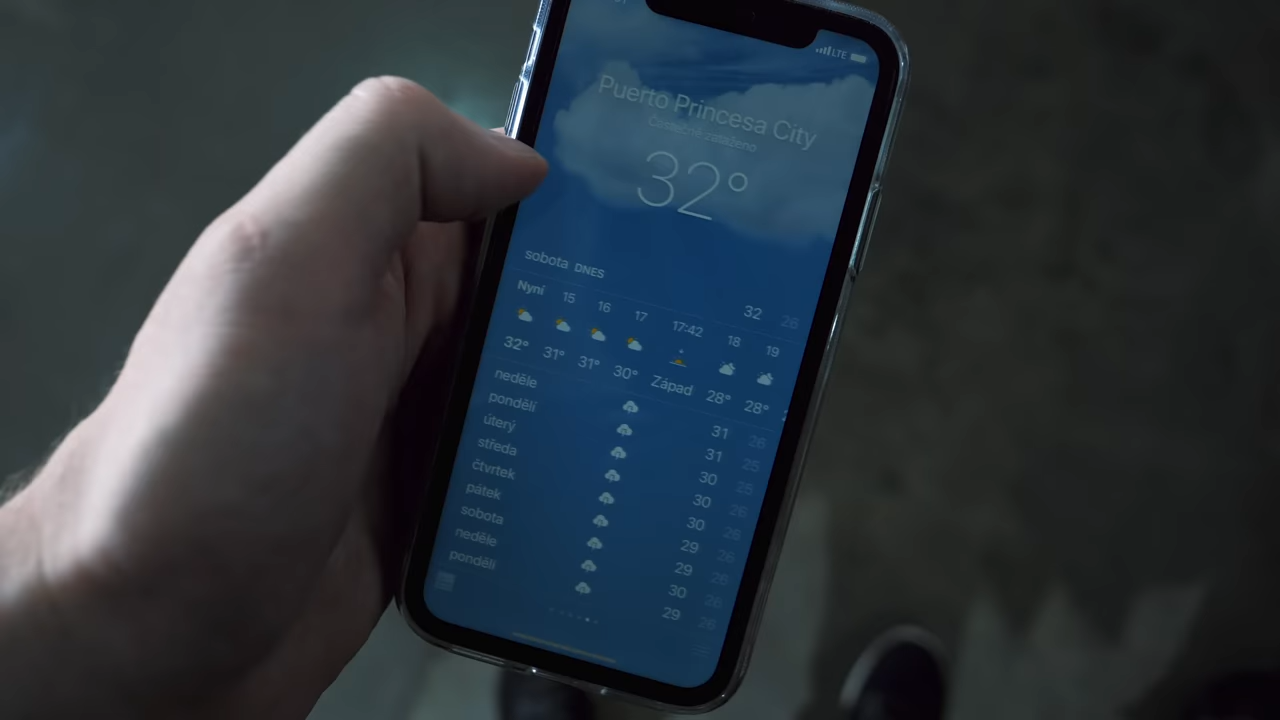 LTE
Puerto Princesa City
Částečně zataženo
32°
sobota DNES 32 26
Nyní 15 16 17 17:42 18 19
32° 31° 31° 30° Západ 28° 28°
neděle 31 26
pondělí 31 25
úterý 30 25
středa 30 26
čtvrtek 30 26
pátek 29 26
sobota 29 26
neděle 30 26
pondělí 29 26